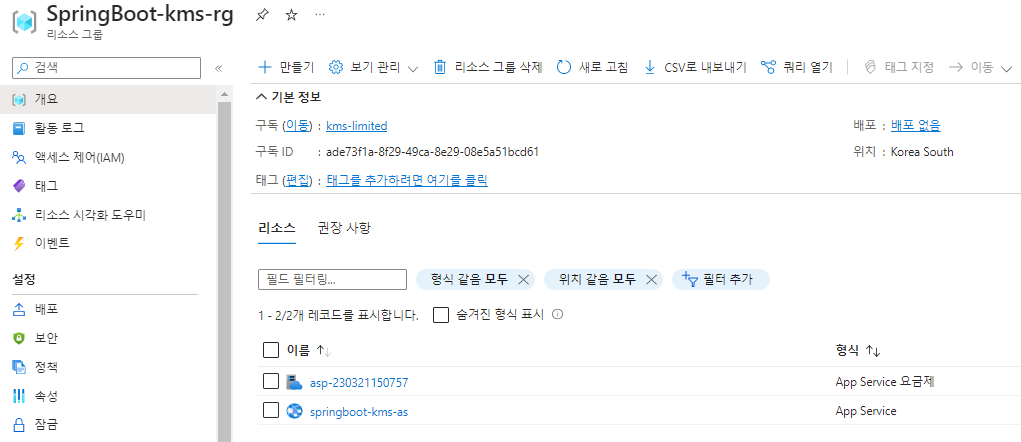 SpringBoot-kms-rg
리소스 그룹
검색
개요
활동 로그
액세스 제어(IAM)
태그
리소스 시각화 도우미
이벤트
설정
배포
보안
정책
속성
잠금
만들기 보기 관리 리소스 그룹 삭제 새로 고침 CSV로 내보내기 쿼리 열기 태그 지정 이동
기본 정보
구독 (이동) : kms-limited
배포 : 배포 없음
구독 ID : ade73f1a-8f29-49ca-8e29-08e5a51bcd61
위치 : Korea South
태그 (편집) : 태그를 추가하려면 여기를 클릭
리소스 권장 사항
필드 필터링... 형식 같음 모두 위치 같음 모두 필터 추가
1 - 2/2개 레코드를 표시합니다. 숨겨진 형식 표시
이름 형식
asp-230321150757 App Service 요금제
springboot-kms-as App Service